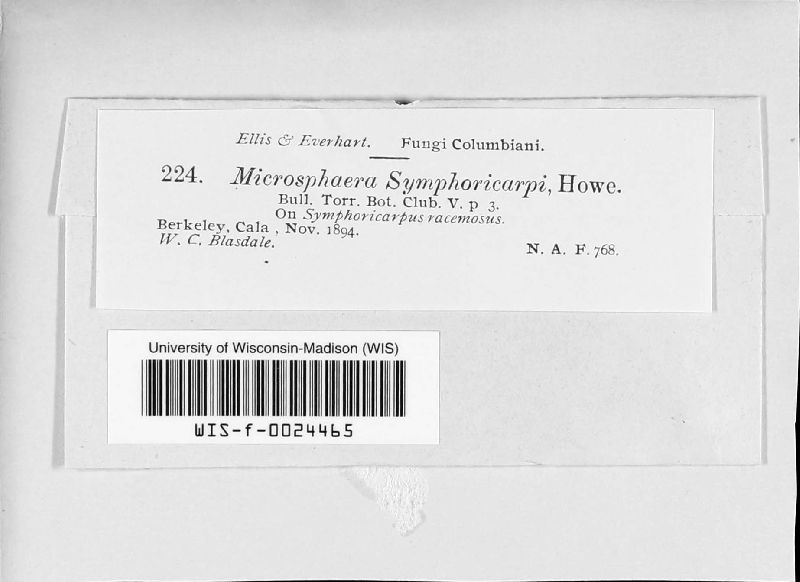 Ellis & Everhart. Fungi Columbiani.
224. Microsphaera Symphoricarpi, Howe.
Bull. Torr. Bot. Club. V. p 3.
On Symphoricarpus racemosus.
Berkeley, Cala , Nov. 1894.
W. C. Blasdale.
N. A. F. 768.
University of Wisconsin-Madison (WIS)
WIS-f-0024465